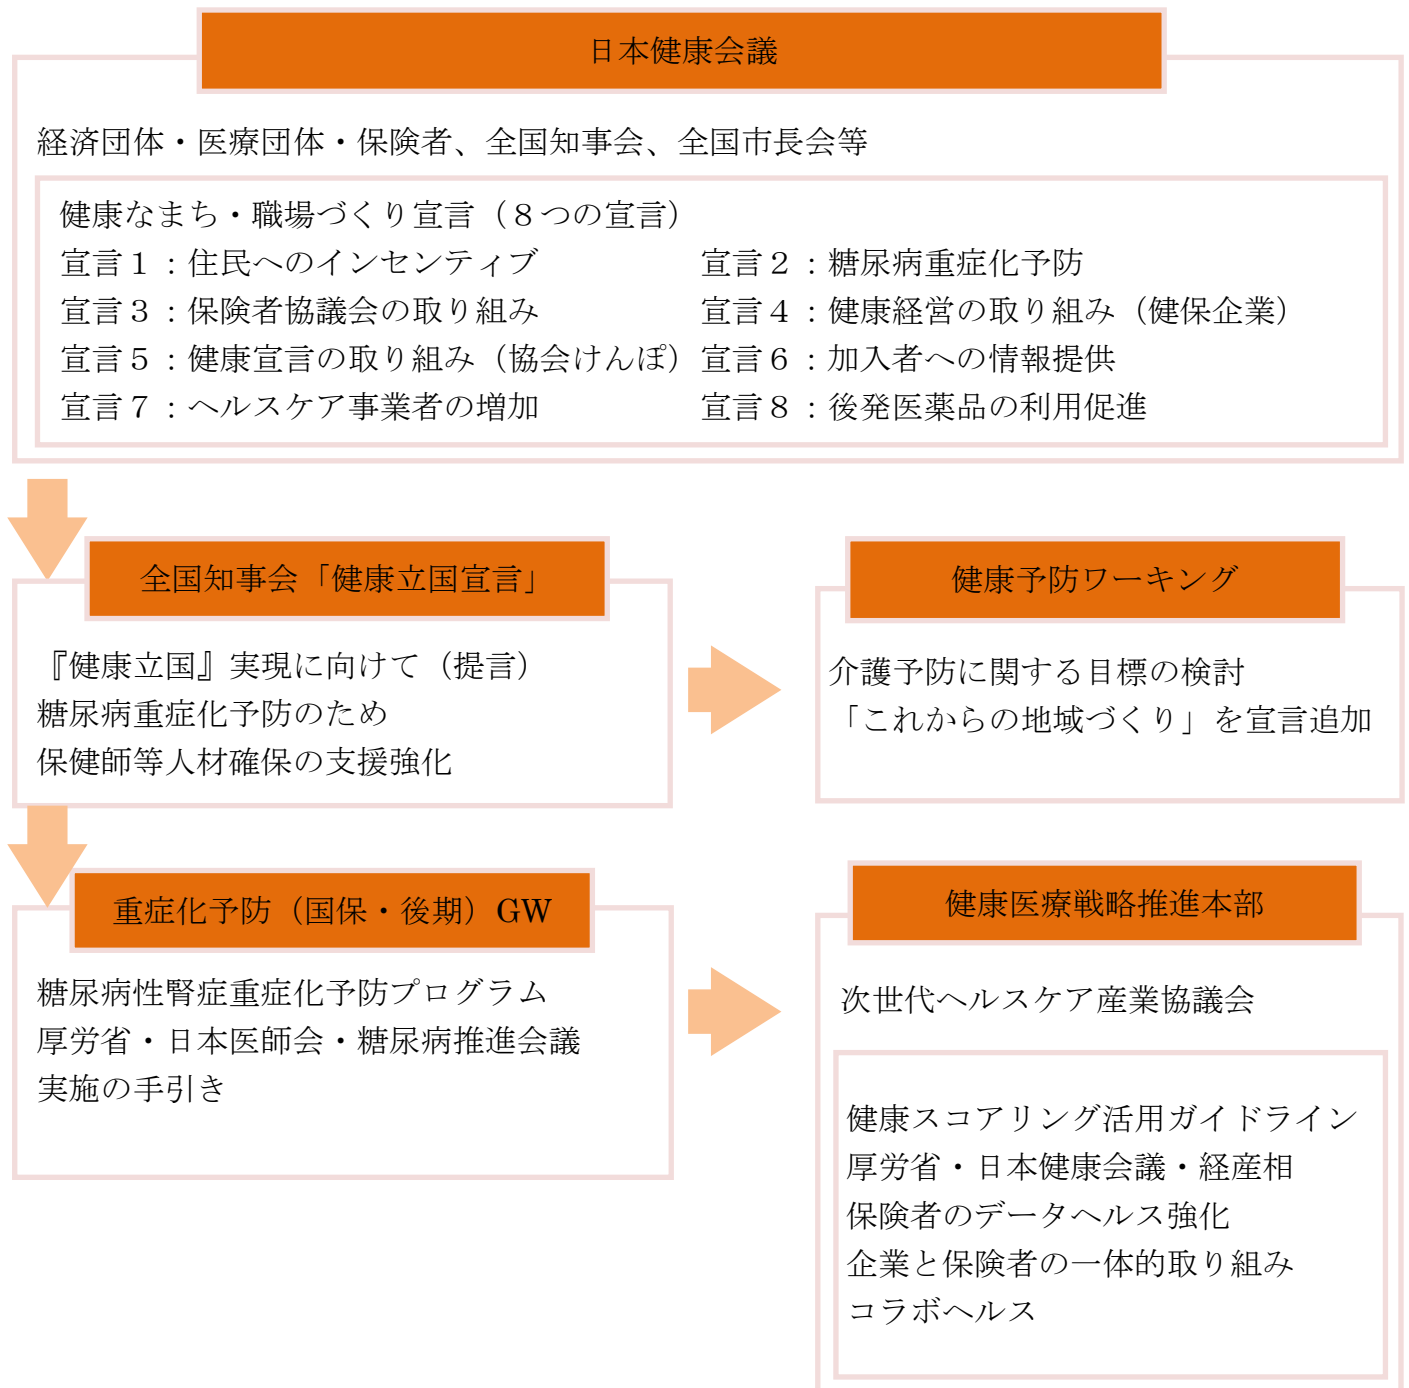 日本健康会議
経済団体・医療団体・保険者、全国知事会、全国市長会等
健康なまち・職場づくり宣言（８つの宣言）
宣言１：住民へのインセンティブ　宣言２：糖尿病重症化予防
宣言３：保険者協議会の取り組み　宣言４：健康経営の取り組み（健保企業）
宣言５：健康宣言の取り組み（協会けんぽ）宣言６：加入者への情報提供
宣言７：ヘルスケア事業者の増加　宣言８：後発医薬品の利用促進
全国知事会「健康立国宣言」
『健康立国』実現に向けて（提言）
糖尿病重症化予防のため
保健師等人材確保の支援強化
健康予防ワーキング
介護予防に関する目標の検討
「これからの地域づくり」を宣言追加
重症化予防（国保・後期）GW
糖尿病性腎症重症化予防プログラム
厚労省・日本医師会・糖尿病推進会議
実施の手引き
健康医療戦略推進本部
次世代ヘルスケア産業協議会
健康スコアリング活用ガイドライン
厚労省・日本健康会議・経産相
保険者のデータヘルス強化
企業と保険者の一体的取り組み
コラボヘルス